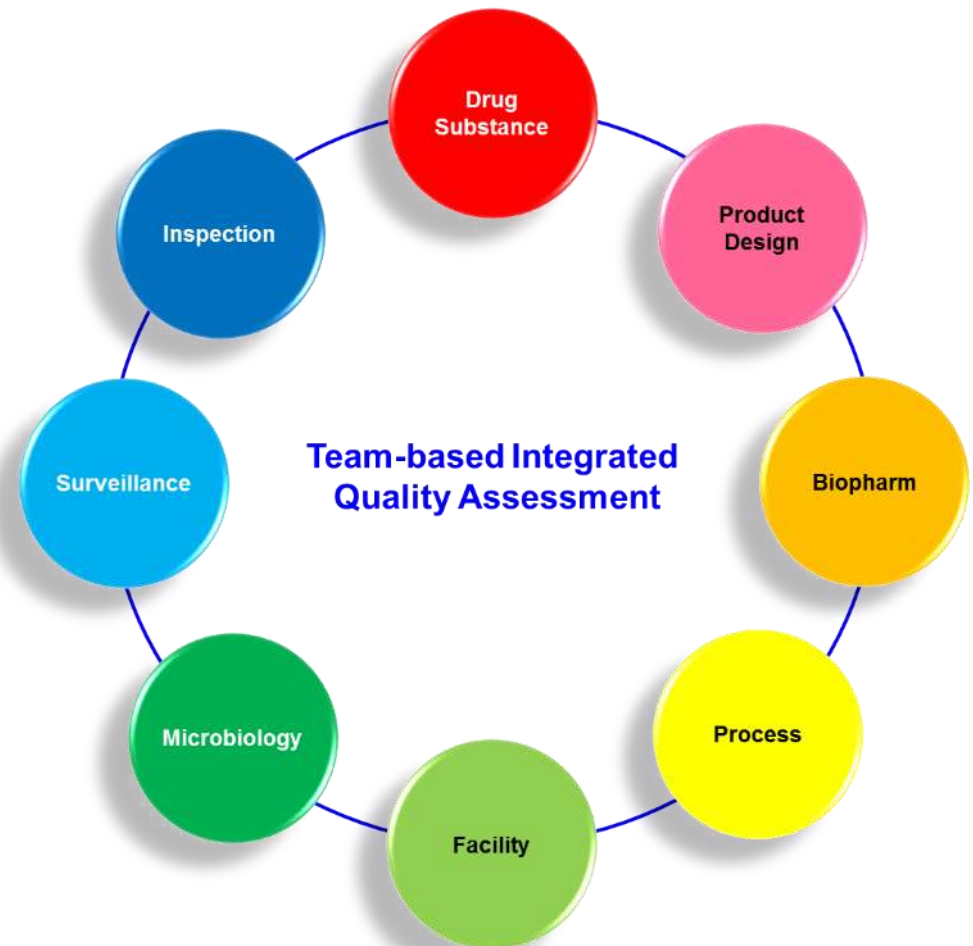 Drug
Substance
Product
Design
Inspection
Team-based Integrated
Quality Assessment
Surveillance
Biopharm
Microbiology
Process
Facility